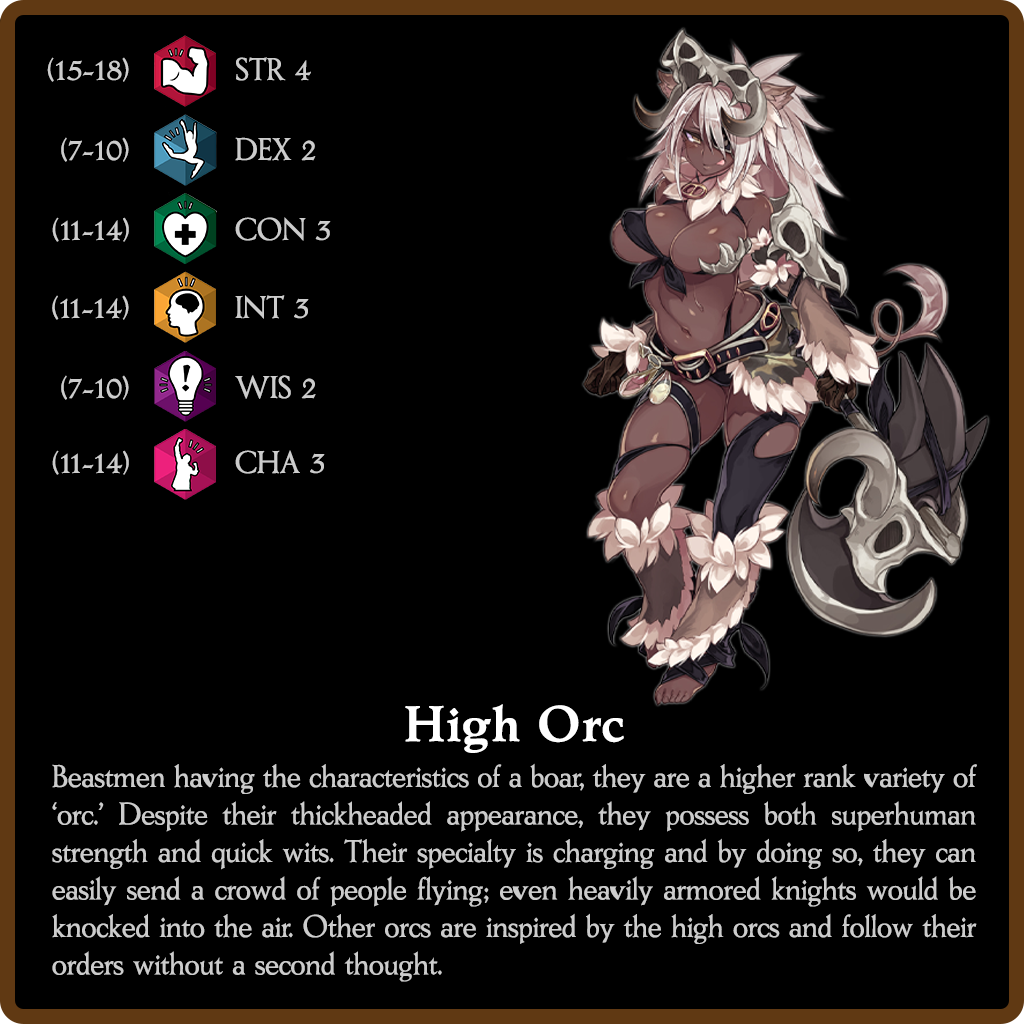 (15-18) STR 4
(7-10) DEX 2
(11-14) CON 3
(11-14) INT 3
(7-10) WIS 2
(11-14) CHA 3
High Orc
Beastmen having the characteristics of a boar, they are a higher rank variety of
‘orc.’ Despite their thickheaded appearance, they possess both superhuman
strength and quick wits. Their specialty is charging and by doing so, they can
easily send a crowd of people flying; even heavily armored knights would be
knocked into the air. Other orcs are inspired by the high orcs and follow their
orders without a second thought.